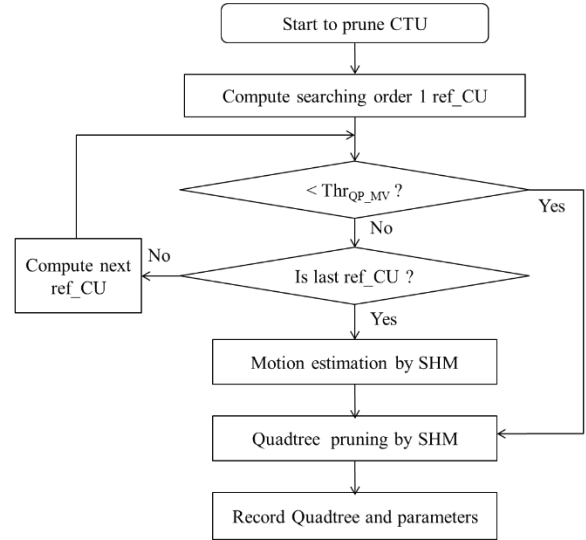 Start to prune CTU
Compute searching order 1 ref_CU
< ThrQP_MV ?
Yes
No
Is last ref_CU ?
No
Compute next
ref_CU
Yes
Motion estimation by SHM
Quadtree pruning by SHM
Record Quadtree and parameters